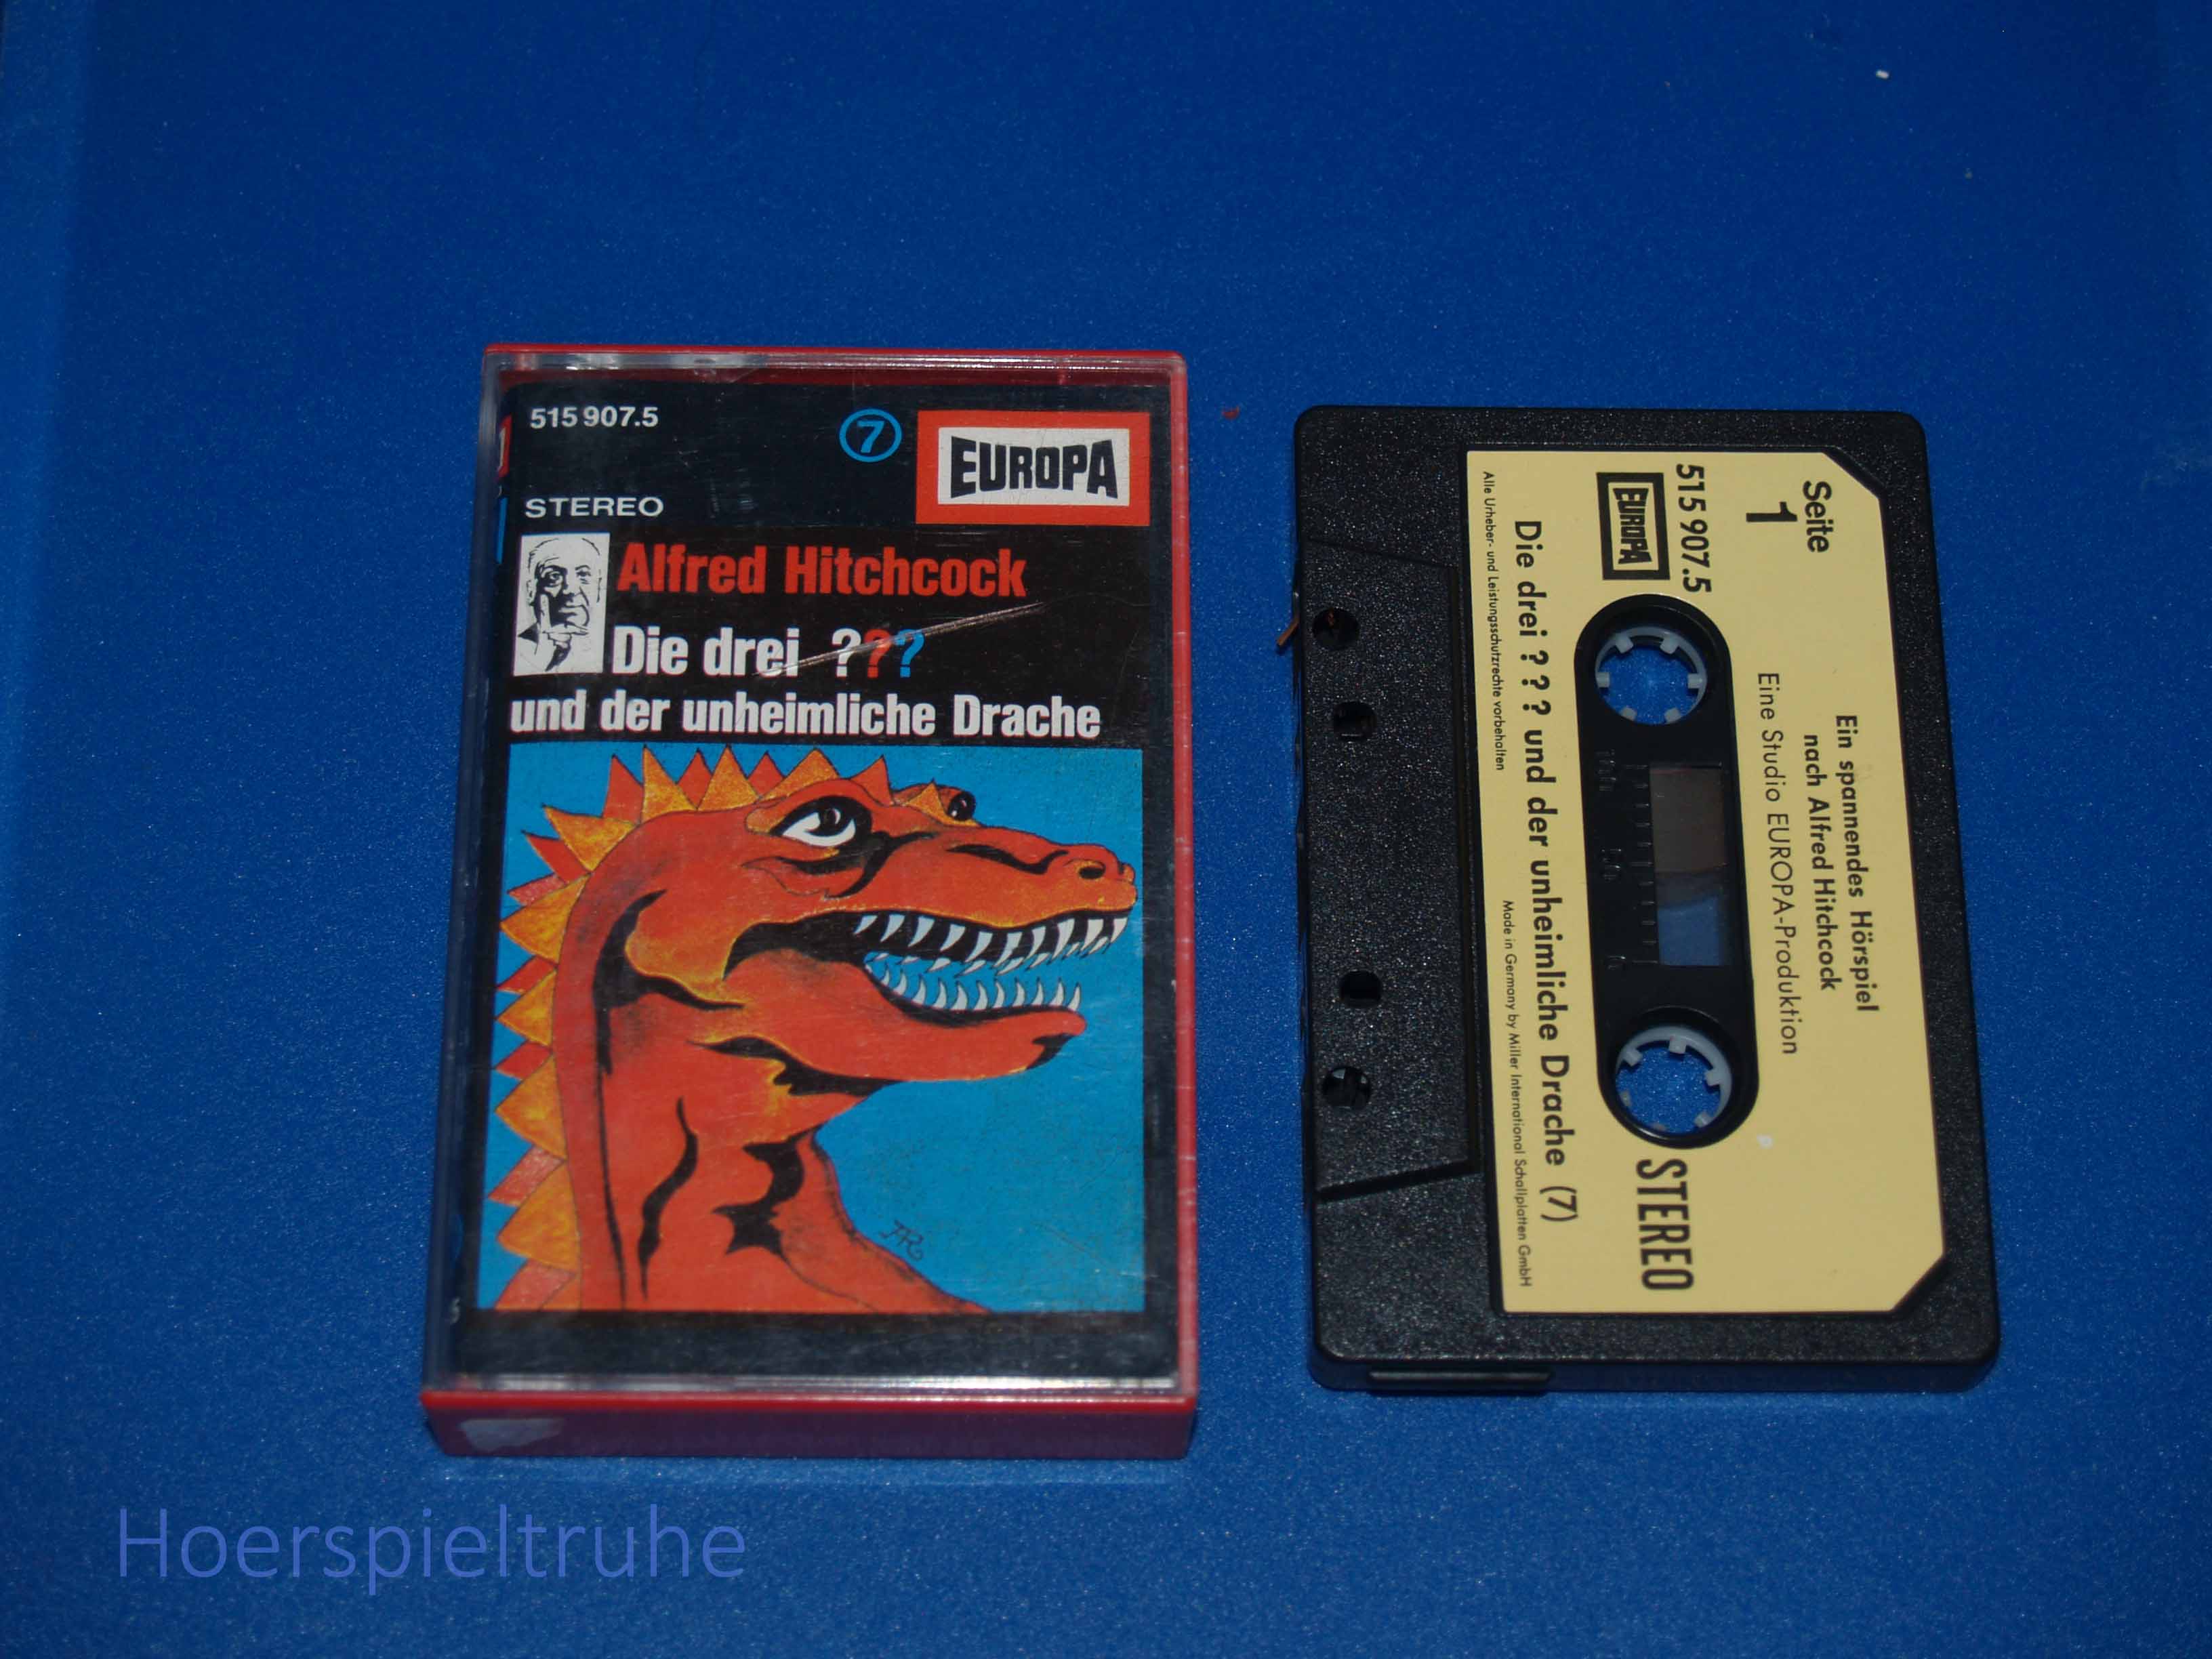 515 907.5
7
EUROPA
STEREO
Alfred Hitchcock
Die drei ???
und der unheimliche Drache
Seite
1
515 907.5
EUROPA
Ein spannendes Hörspiel
nach Alfred Hitchcock
Eine Studio EUROPA-Produktion
STEREO
Die drei ? ? ? und der unheimliche Drache (7)
Alle Urheber- und Leistungsschutzrechte vorbehalten
Made in Germany by Miller International Schallplatten GmbH
Hoerspieltruhe